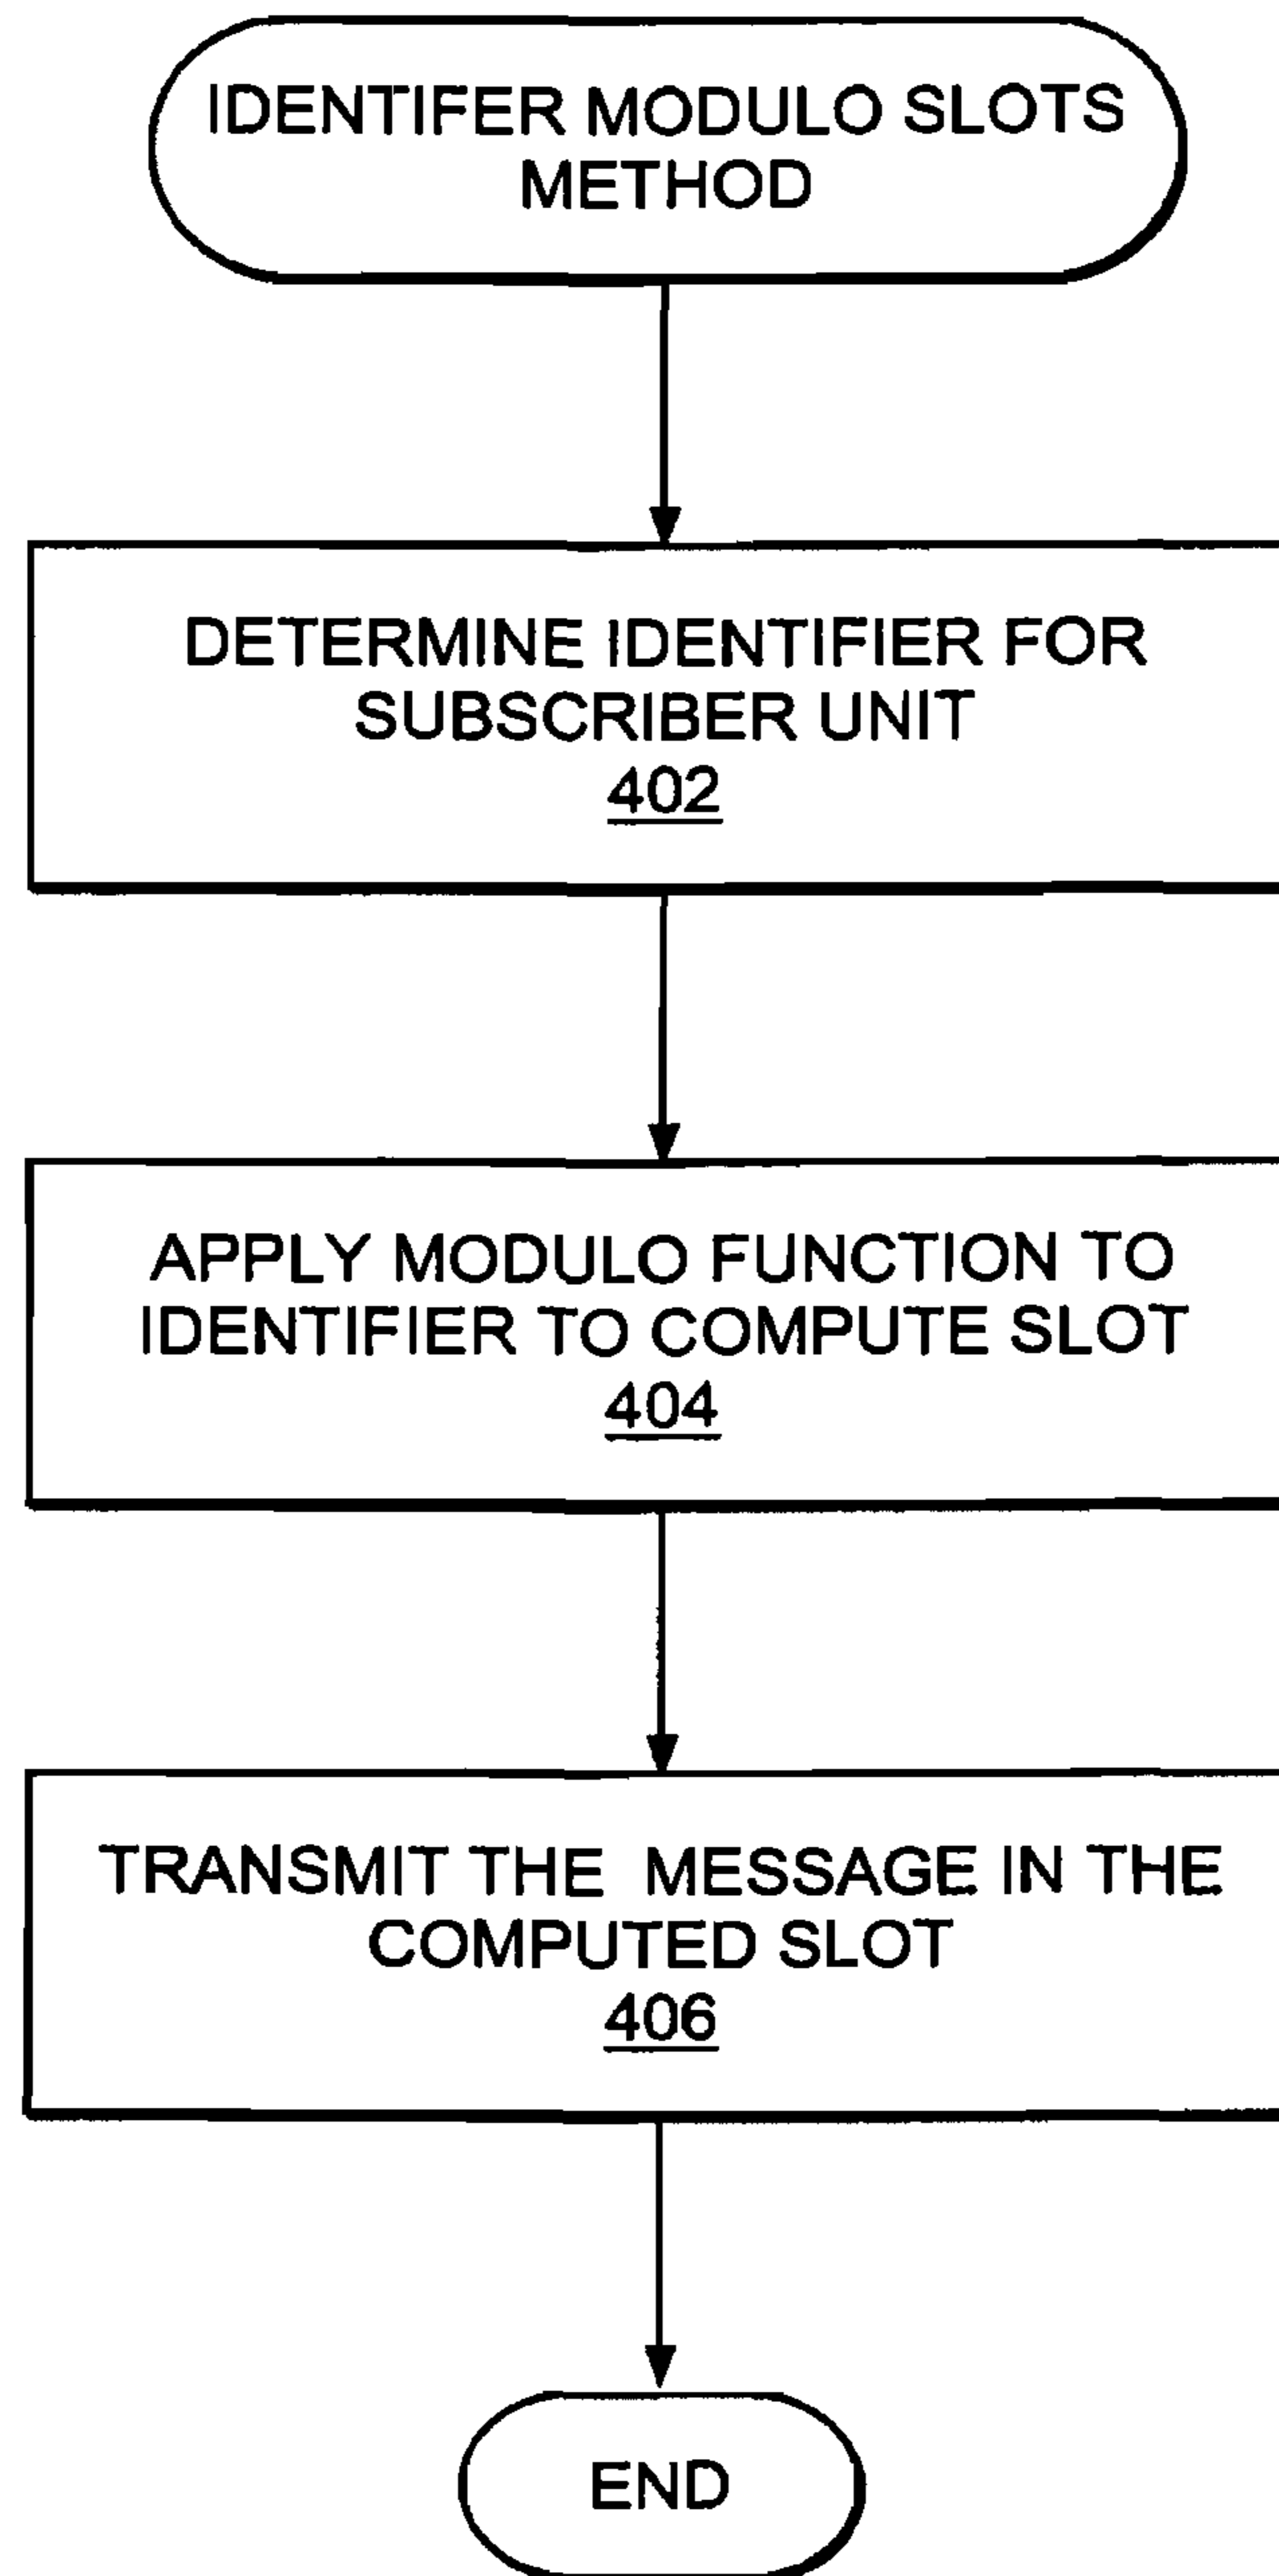 IDENTIFER MODULO SLOTS
METHOD
DETERMINE IDENTIFIER FOR
SUBSCRIBER UNIT
402
APPLY MODULO FUNCTION TO
IDENTIFIER TO COMPUTE SLOT
404
TRANSMIT THE MESSAGE IN THE
COMPUTED SLOT
406
END